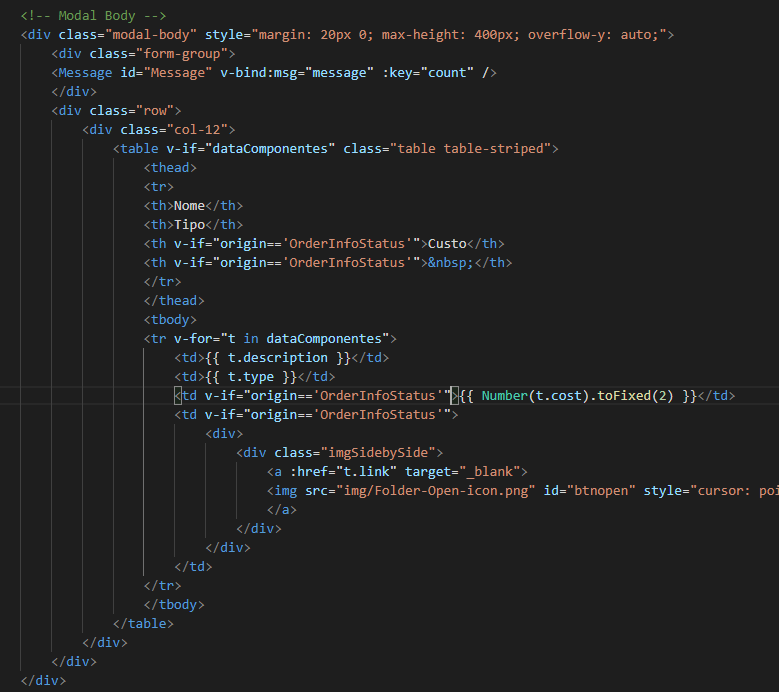 <!-- Modal Body -->
<div class="modal-body" style="margin: 20px 0; max-height: 400px; overflow-y: auto;">
<div class="form-group">
<Message id="Message" v-bind:msg="message" :key="count" />
</div>
<div class="row">
<div class="col-12">
<table v-if="dataComponentes" class="table table-striped">
<thead>
<tr>
<th>Nome</th>
<th>Tipo</th>
<th v-if="origin=='OrderInfoStatus'">Custo</th>
<th v-if="origin=='OrderInfoStatus'">&nbsp;</th>
</tr>
</thead>
<tbody>
<tr v-for="t in dataComponentes">
<td>{{ t.description }}</td>
<td>{{ t.type }}</td>
<td v-if="origin=='OrderInfoStatus'">{{ Number(t.cost).toFixed(2) }}</td>
<td v-if="origin=='OrderInfoStatus'">
<div>
<div class="imgSidebySide">
<a :href="t.link" target="_blank">
<img src="img/Folder-Open-icon.png" id="btnopen" style="cursor: poi
</a>
</div>
</div>
</td>
</tr>
</tbody>
</table>
</div>
</div>
</div>